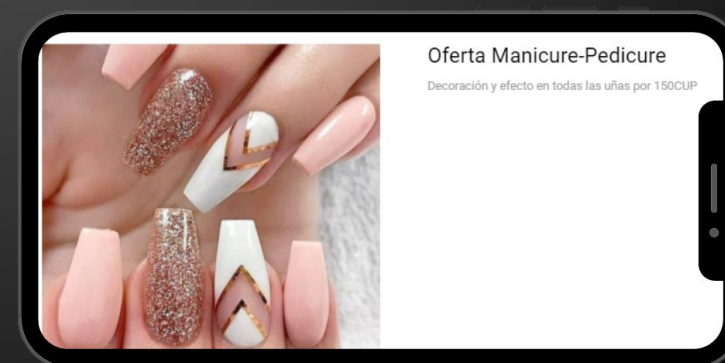 Oferta Manicure-Pedicure
Decoración y efecto en todas las uñas por 150CUP